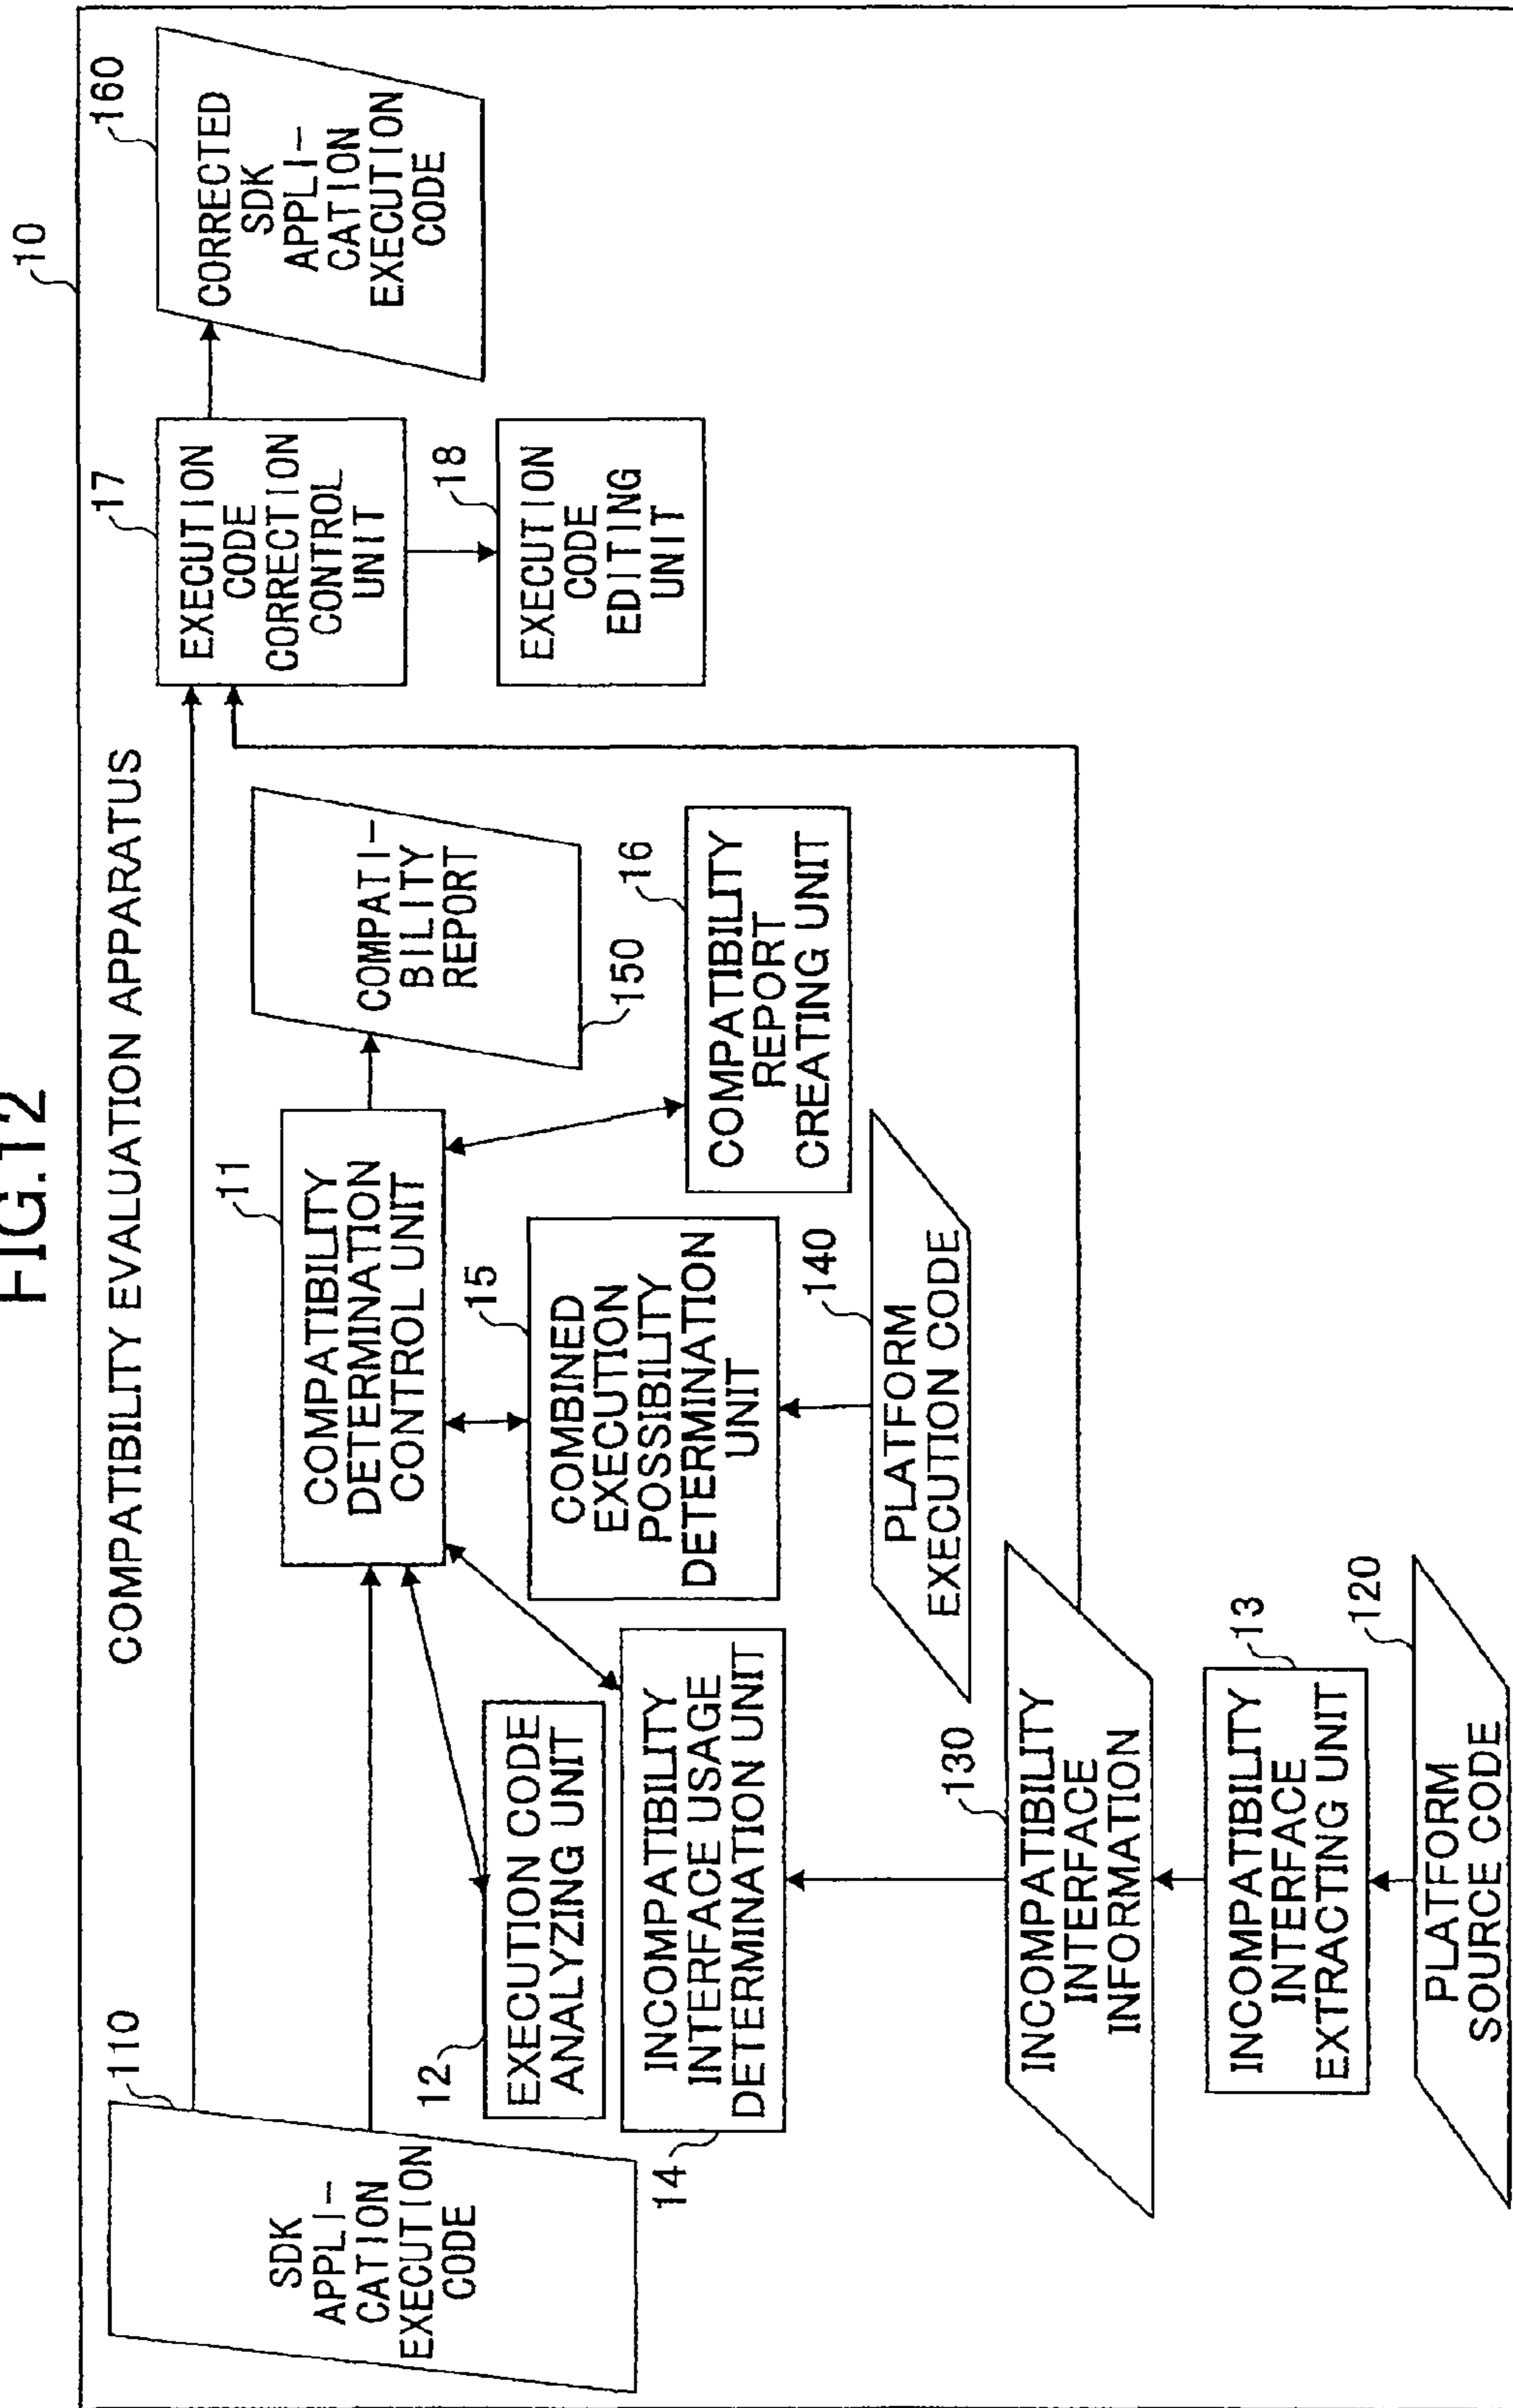 FIG.12
10
COMPATIBILITY EVALUATION APPARATUS
110
SDK
APPLI-
CATION
EXECUTION
CODE
11
COMPATIBILITY
DETERMINATION
CONTROL UNIT
COMPATI-
BILITY
REPORT
150
17
EXECUTION
CODE
CORRECTION
CONTROL
UNIT
160
CORRECTED
SDK
APPLI-
CATION
EXECUTION
CODE
12
EXECUTION CODE
ANALYZING UNIT
14
INCOMPATIBILITY
INTERFACE USAGE
DETERMINATION UNIT
15
COMBINED
EXECUTION
POSSIBILITY
DETERMINATION
UNIT
16
COMPATIBILITY
REPORT
CREATING UNIT
18
EXECUTION
CODE
EDITING
UNIT
140
PLATFORM
EXECUTION CODE
130
INCOMPATIBILITY
INTERFACE
INFORMATION
13
INCOMPATIBILITY
INTERFACE
EXTRACTING UNIT
120
PLATFORM
SOURCE CODE